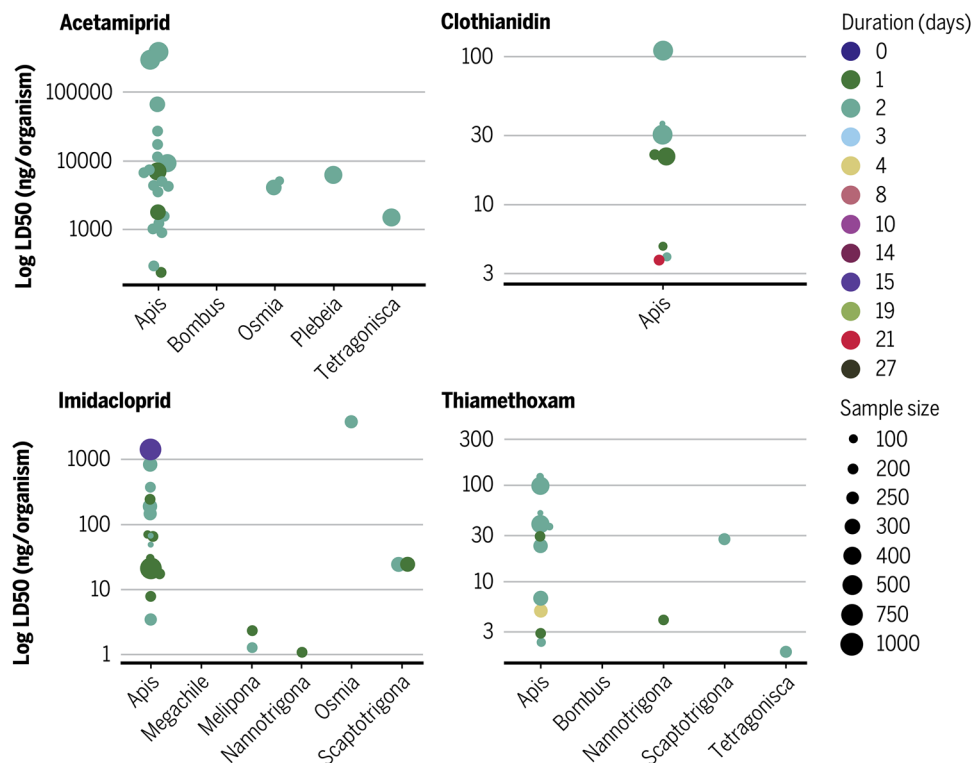 Acetamiprid
Log LD50 (ng/organism)
100000
10000
1000
Apis
Bombus
Osmia
Plebeia
Tetragonisca
Clothianidin
100
30
10
3
Apis
Duration (days)
0
1
2
3
4
8
10
14
15
19
21
27
Sample size
100
200
250
300
400
500
750
1000
Imidacloprid
Log LD50 (ng/organism)
1000
100
10
1
Apis
Megachile
Melipona
Nannotrigona
Osmia
Scaptotrigona
Thiamethoxam
300
100
30
10
3
Apis
Bombus
Nannotrigona
Scaptotrigona
Tetragonisca